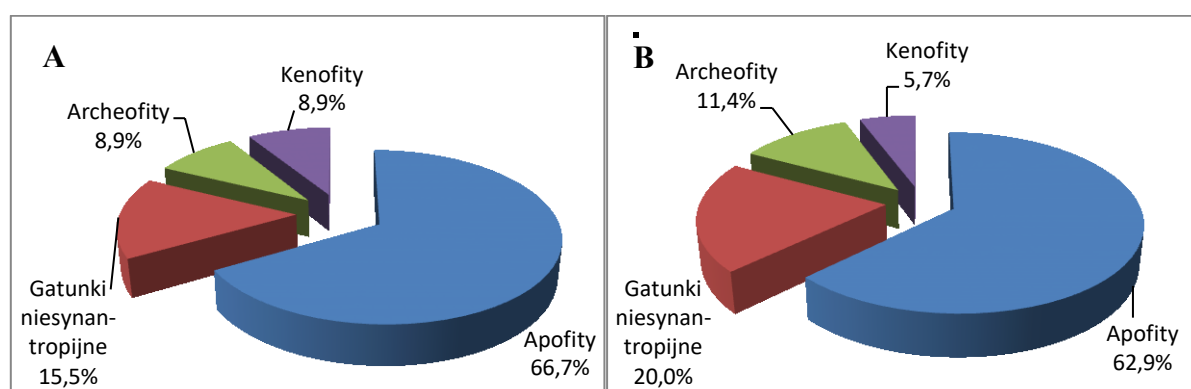 A
Kenofity
8,9%
Archeofity
8,9%
Gatunki
niesynan-
tropijne
15,5%
Apofity
66,7%
B
Kenofity
5,7%
Archeofity
11,4%
Gatunki
niesynan-
tropijne
20,0%
Apofity
62,9%